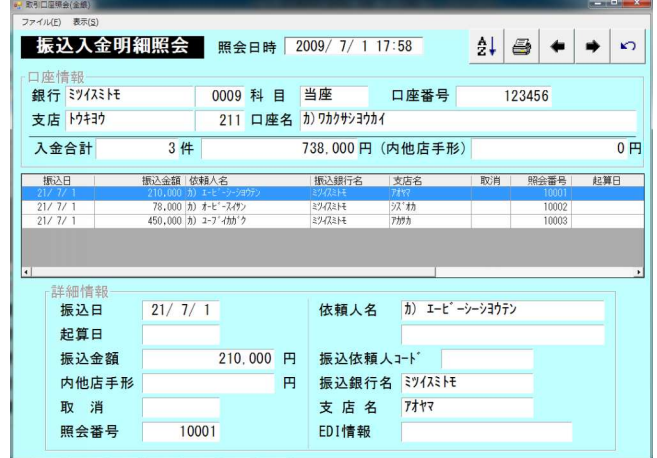 取引口座照会(全銀)
ファイル(F) 表示(S)
振込入金明細照会 照会日時 2009/ 7/ 1 17:58
口座情報
銀行 ﾐﾂｲｽﾐﾄﾓ 0009 科 目 当座 口座番号 123456
支店 ﾄｳｷﾖｳ 211 口座名 ｶ)ﾜｶｸｻｼﾖｳｶｲ
入金合計 3 件 738,000 円 (内他店手形) 0 円
振込日 振込金額 依頼人名 振込銀行名 支店名 取消 照会番号 起算日
21/ 7/ 1 210,000 ｶ) ｴ-ﾋﾞ-ｼ-ｼﾖｳﾃﾝ ﾐﾂｲｽﾐﾄﾓ ｱｵﾔﾏ 10001
21/ 7/ 1 78,000 ｶ) ｵ-ﾋﾟ-ｽｲｻﾝ ﾐﾂｲｽﾐﾄﾓ ｼｽﾞｵｶ 10002
21/ 7/ 1 450,000 ｶ) ﾕ-ﾌﾞｲｶｶﾞｸ ﾐﾂｲｽﾐﾄﾓ ｱｶｻｶ 10003
詳細情報
振込日 21/ 7/ 1 依頼人名 ｶ) ｴｰﾋﾞｰｼｰｼﾖｳﾃﾝ
起算日
振込金額 210,000 円 振込依頼人ｺｰﾄﾞ
内他店手形 円 振込銀行名 ﾐﾂｲｽﾐﾄﾓ
取 消 支 店 名 ｱｵﾔﾏ
照会番号 10001 EDI情報